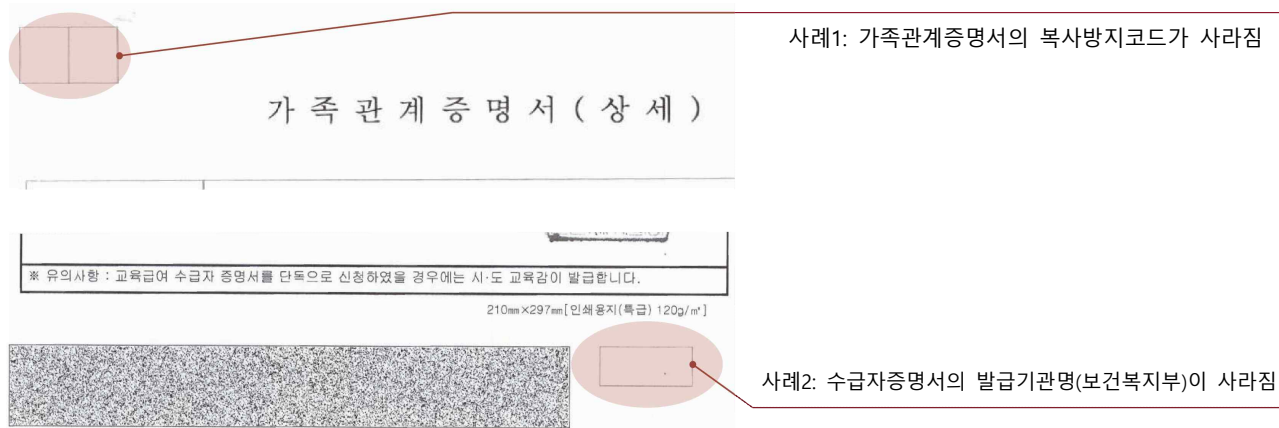 사례1: 가족관계증명서의 복사방지코드가 사라짐
가 족 관 계 증 명 서 ( 상 세 )
※ 유의사항 : 교육급여 수급자 증명서를 단독으로 신청하였을 경우에는 시·도 교육감이 발급합니다.
210㎜×297㎜[인쇄용지(특급) 120g/㎡]
사례2: 수급자증명서의 발급기관명(보건복지부)이 사라짐